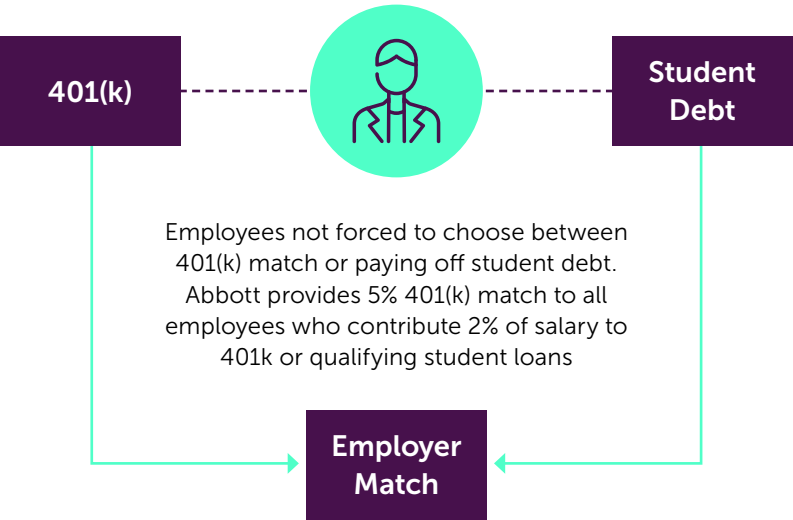 401(k)
Student
Debt
Employees not forced to choose between
401(k) match or paying off student debt.
Abbott provides 5% 401(k) match to all
employees who contribute 2% of salary to
401k or qualifying student loans
Employer
Match